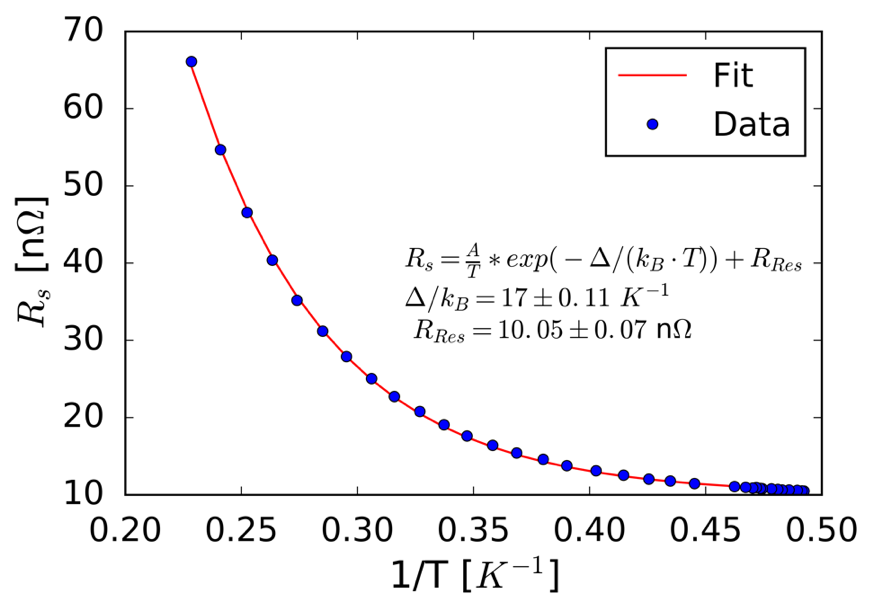 70
60
50
40
30
20
10
R_s [nΩ]
Fit
Data
R_s = A/T * exp( − Δ/(k_B · T)) + R_Res
Δ/k_B = 17 ± 0.11 K^−1
R_Res = 10.05 ± 0.07 nΩ
0.20 0.25 0.30 0.35 0.40 0.45 0.50
1/T [K^−1]